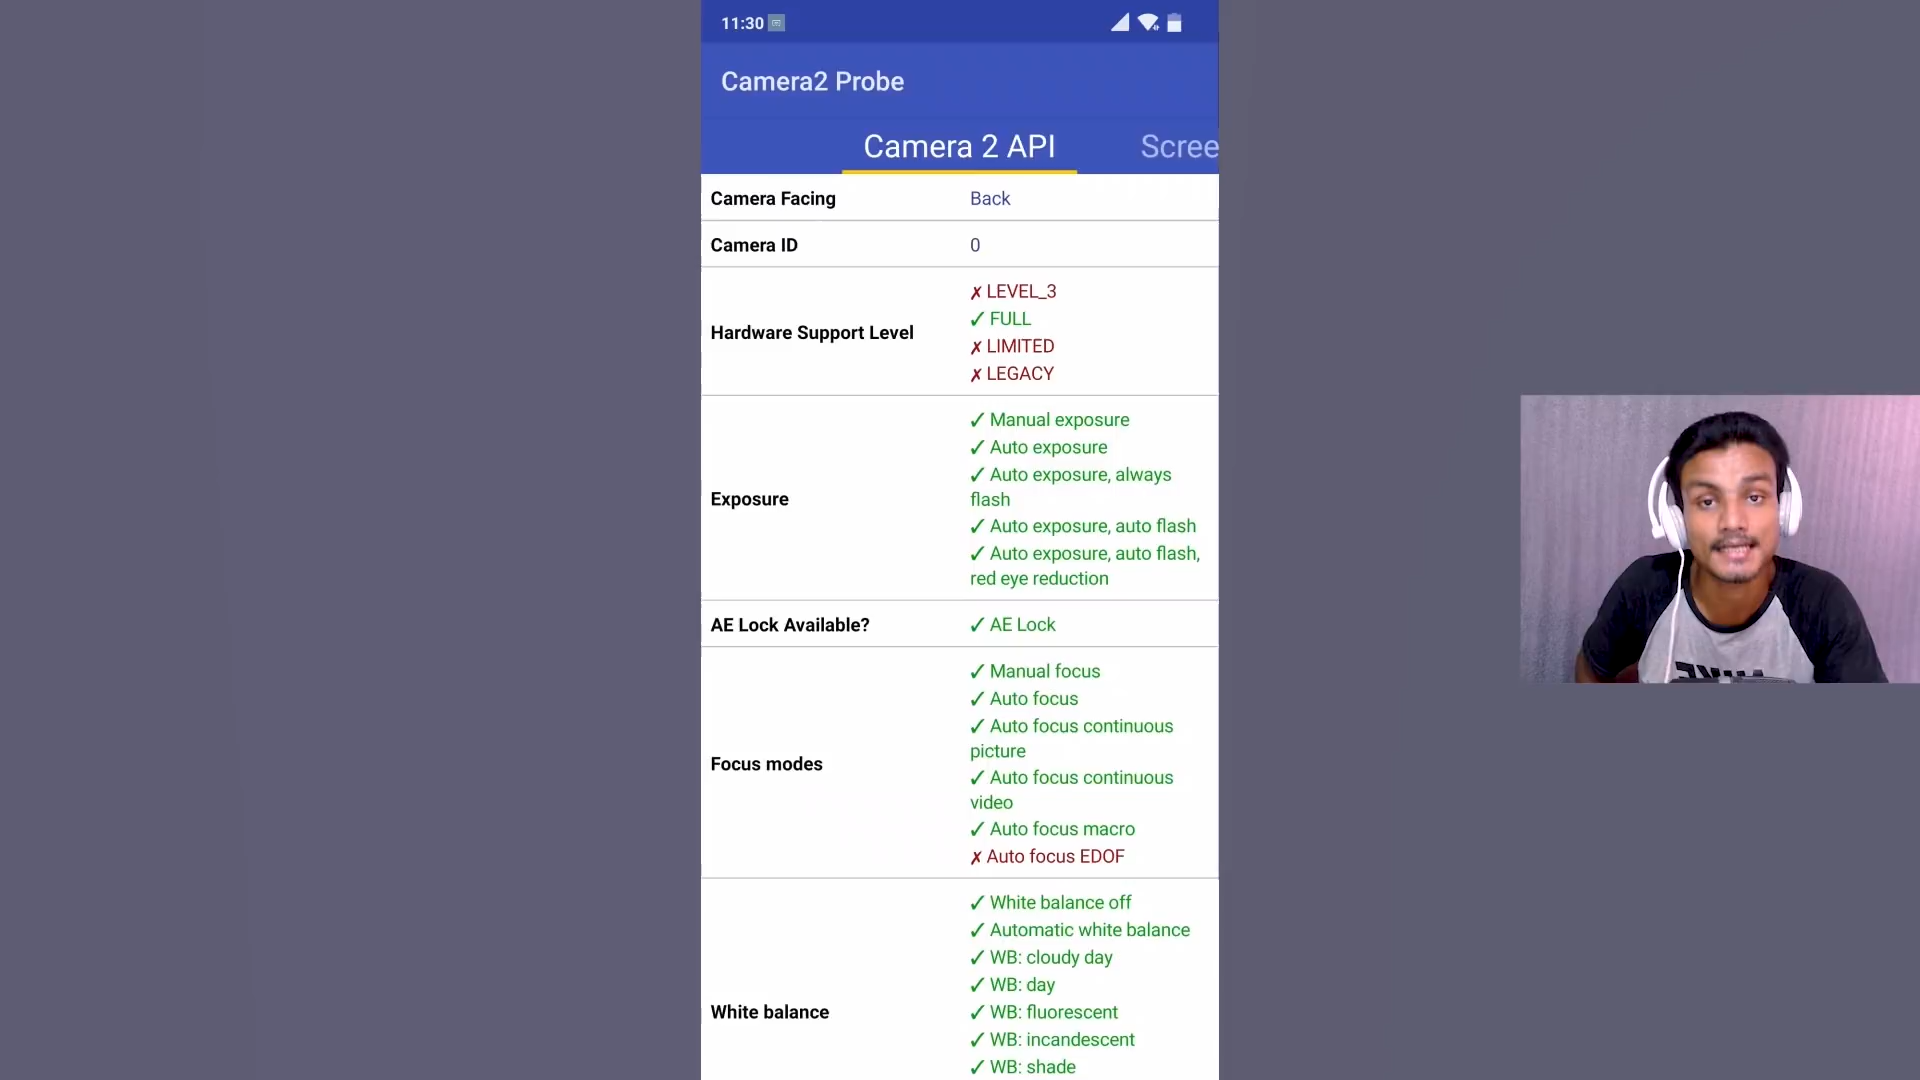 11:30
Camera2 Probe
Camera 2 API
Scree
Camera Facing
Back
Camera ID
0
Hardware Support Level
✗ LEVEL_3
✓ FULL
✗ LIMITED
✗ LEGACY
Exposure
✓ Manual exposure
✓ Auto exposure
✓ Auto exposure, always
flash
✓ Auto exposure, auto flash
✓ Auto exposure, auto flash,
red eye reduction
AE Lock Available?
✓ AE Lock
Focus modes
✓ Manual focus
✓ Auto focus
✓ Auto focus continuous
picture
✓ Auto focus continuous
video
✓ Auto focus macro
✗ Auto focus EDOF
White balance
✓ White balance off
✓ Automatic white balance
✓ WB: cloudy day
✓ WB: day
✓ WB: fluorescent
✓ WB: incandescent
✓ WB: shade